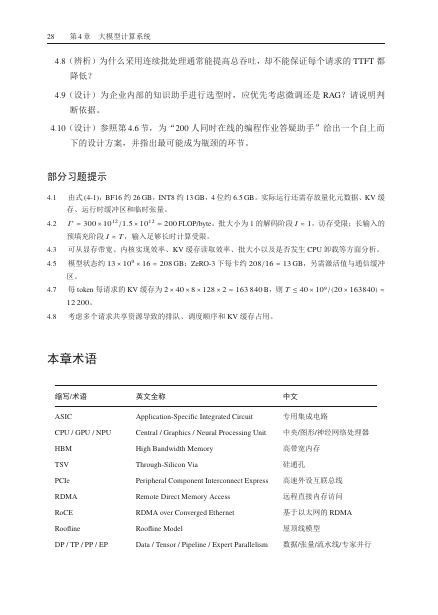 28 第 4 章 大模型计算系统
4.8（辨析）为什么采用连续批处理通常能提高总吞吐，却不能保证每个请求的 TTFT 都
降低？
4.9（设计）为企业内部的知识助手进行选型时，应优先考虑微调还是 RAG？请说明判
断依据。
4.10（设计）参照第 4.6 节，为“200 人同时在线的编程作业答疑助手”给出一个自上而
下的设计方案，并指出最可能成为瓶颈的环节。
部分习题提示
4.1 由式 (4-1)，BF16 约 26 GB，INT8 约 13 GB，4 位约 6.5 GB。实际运行还需存放量化元数据、KV 缓
存、运行时缓冲区和临时张量。
4.2 I* = 300 × 10¹²/1.5 × 10¹² = 200 FLOP/byte。批大小为 1 的解码阶段 I ≈ 1，访存受限；长输入的
预填充阶段 I ≈ T，输入足够长时计算受限。
4.3 可从显存带宽、内核实现效率、KV 缓存读取效率、批大小以及是否发生 CPU 卸载等方面分析。
4.5 模型状态约 13 × 10⁹ × 16 = 208 GB；ZeRO-3 下每卡约 208/16 = 13 GB，另需激活值与通信缓冲
区。
4.7 每 token 每请求的 KV 缓存为 2 × 40 × 8 × 128 × 2 = 163 840 B，则 T ≤ 40 × 10⁹/(20 × 163840) ≈
12 200。
4.8 考虑多个请求共享资源导致的排队、调度顺序和 KV 缓存占用。
本章术语
缩写/术语 英文全称 中文
ASIC Application-Specific Integrated Circuit 专用集成电路
CPU / GPU / NPU Central / Graphics / Neural Processing Unit 中央/图形/神经网络处理器
HBM High Bandwidth Memory 高带宽内存
TSV Through-Silicon Via 硅通孔
PCIe Peripheral Component Interconnect Express 高速外设互联总线
RDMA Remote Direct Memory Access 远程直接内存访问
RoCE RDMA over Converged Ethernet 基于以太网的 RDMA
Roofline Roofline Model 屋顶线模型
DP / TP / PP / EP Data / Tensor / Pipeline / Expert Parallelism 数据/张量/流水线/专家并行